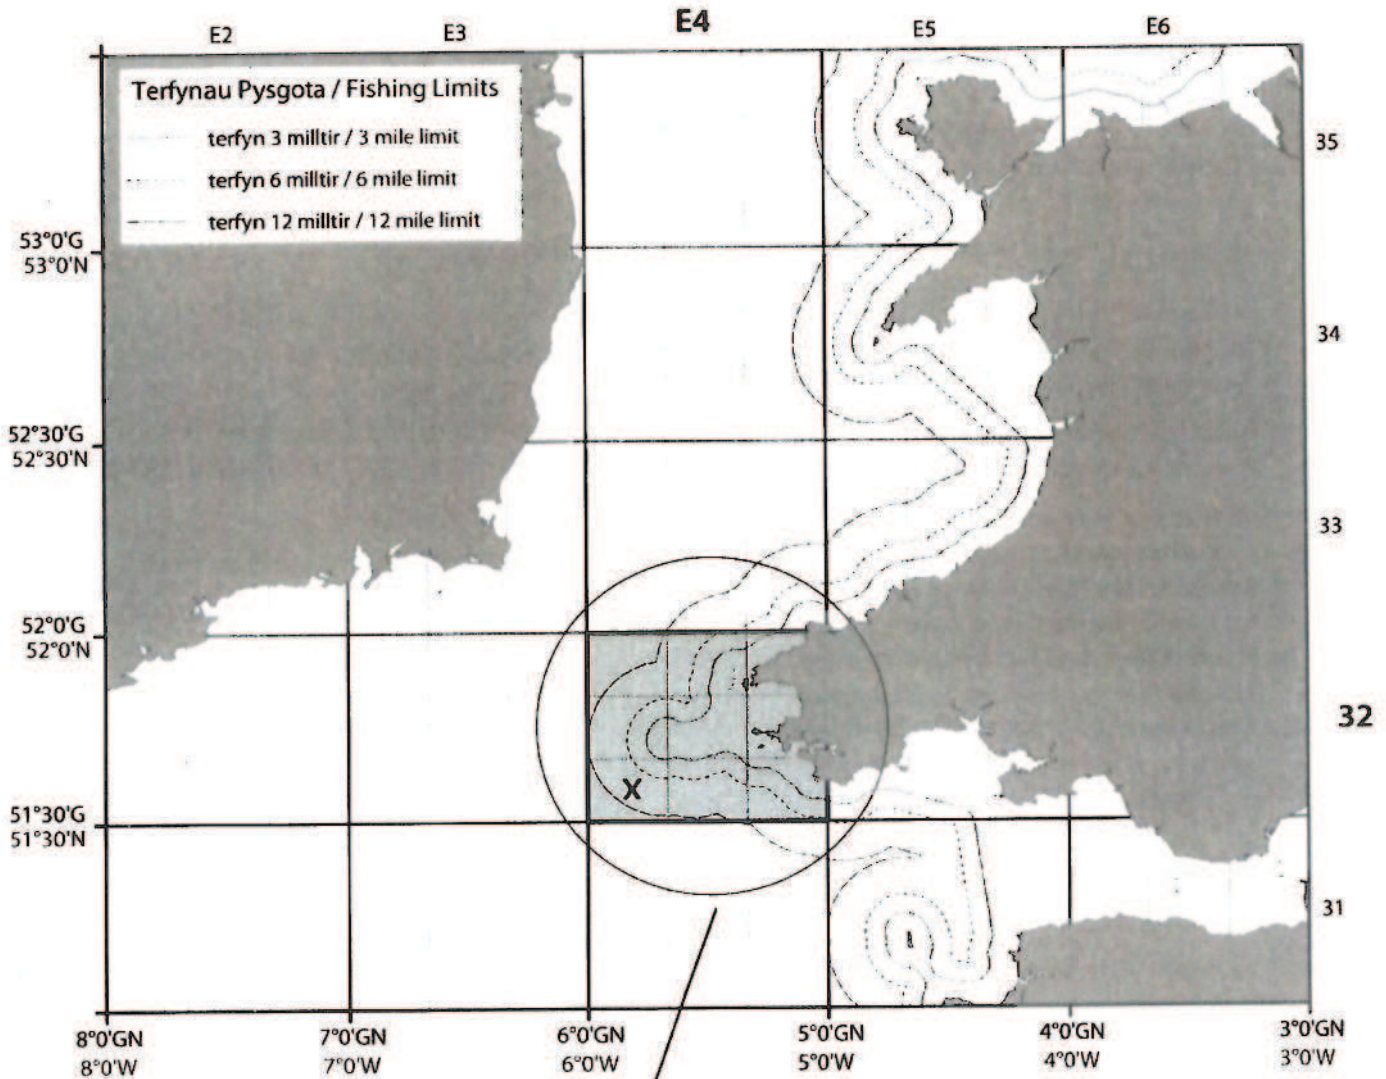 E2
E3
E4
E5
E6
Terfynau Pysgota / Fishing Limits
terfyn 3 milltir / 3 mile limit
terfyn 6 milltir / 6 mile limit
terfyn 12 milltir / 12 mile limit
35
53°0'G
53°0'N
34
52°30'G
52°30'N
33
52°0'G
52°0'N
32
X
51°30'G
51°30'N
31
8°0'GN
7°0'GN
6°0'GN
5°0'GN
4°0'GN
3°0'GN
8°0'W
7°0'W
6°0'W
5°0'W
4°0'W
3°0'W